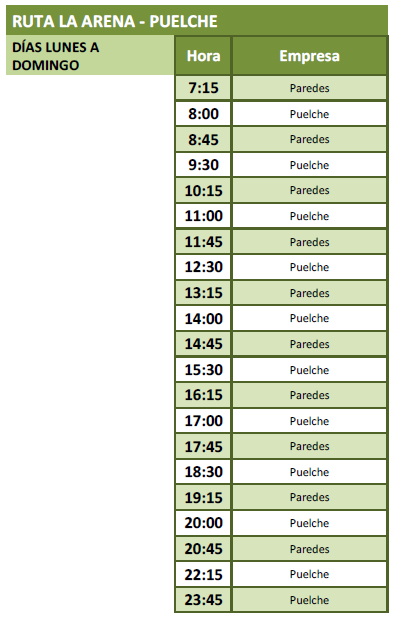 RUTA LA ARENA - PUELCHE
DÍAS LUNES A
DOMINGO
Hora Empresa
7:15 Paredes
8:00 Puelche
8:45 Paredes
9:30 Puelche
10:15 Paredes
11:00 Puelche
11:45 Paredes
12:30 Puelche
13:15 Paredes
14:00 Puelche
14:45 Paredes
15:30 Puelche
16:15 Paredes
17:00 Puelche
17:45 Paredes
18:30 Puelche
19:15 Paredes
20:00 Puelche
20:45 Paredes
22:15 Puelche
23:45 Puelche